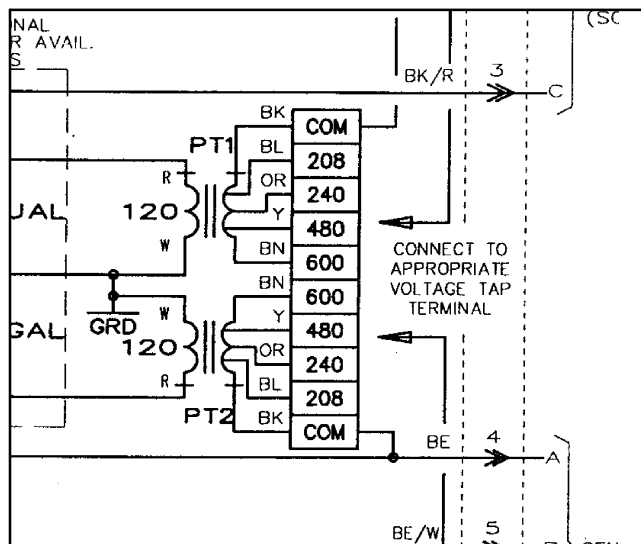 NAL
R AVAIL.
S
(SC
BK/R
3
C
BK
COM
PT1
BL
208
R
OR
240
UAL
120
Y
480
W
BN
600
CONNECT TO
APPROPRIATE
VOLTAGE TAP
TERMINAL
BN
600
W
Y
480
GRD
GAL
120
OR
240
R
BL
208
PT2
BK
COM
BE
4
A
BE/W
5